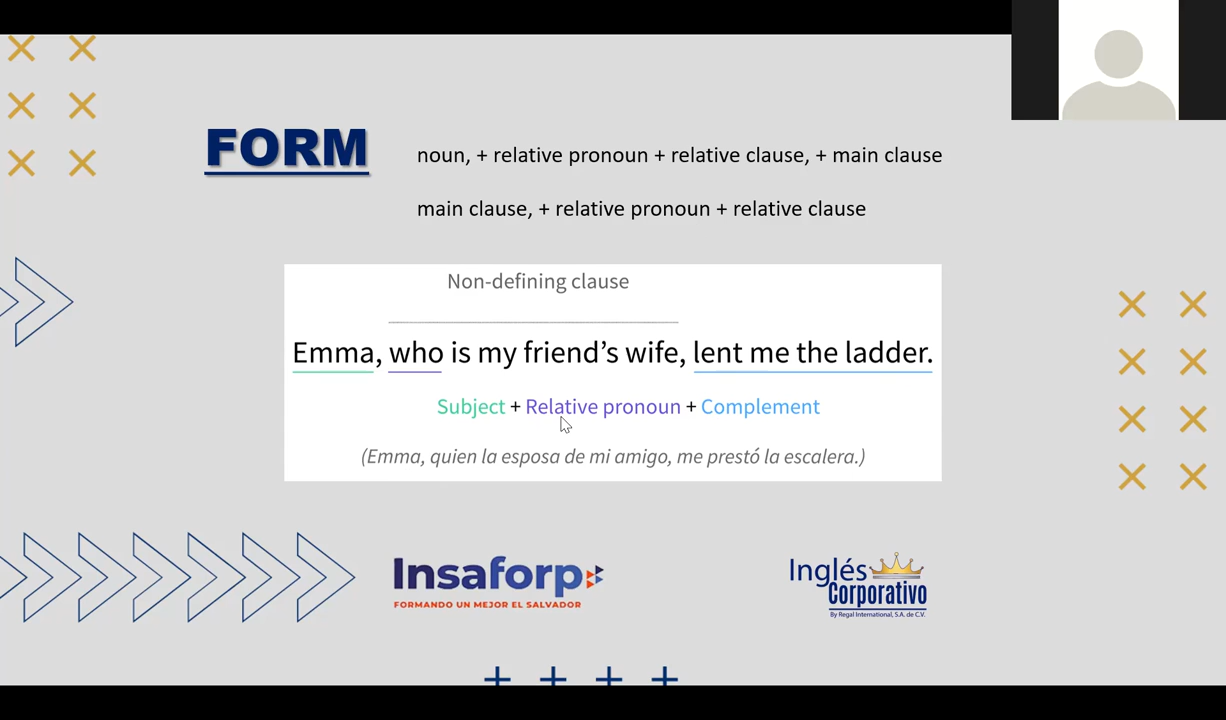 FORM
noun, + relative pronoun + relative clause, + main clause
main clause, + relative pronoun + relative clause
Non-defining clause
Emma, who is my friend’s wife, lent me the ladder.
Subject + Relative pronoun + Complement
(Emma, quien la esposa de mi amigo, me prestó la escalera.)
Insaforp
FORMANDO UN MEJOR EL SALVADOR
Inglés
Corporativo
By Regal International, S.A. de C.V.